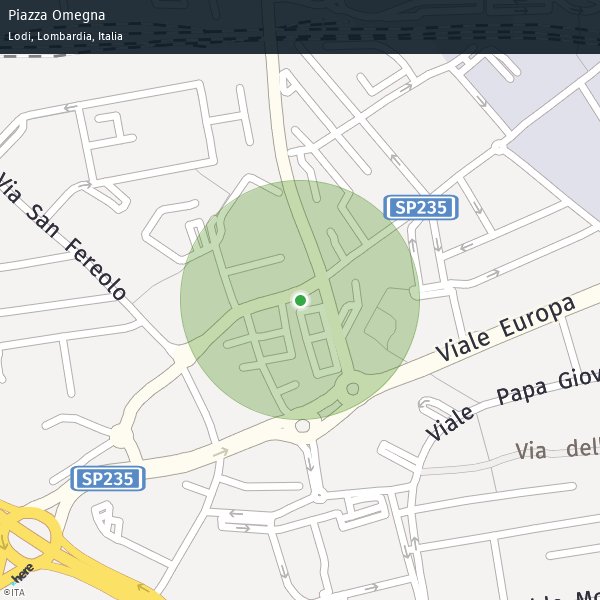 Piazza Omegna
Lodi, Lombardia, Italia
Via San Fereolo
SP235
Viale Europa
Viale Papa Giov
Via dell
SP235
here
©ITA